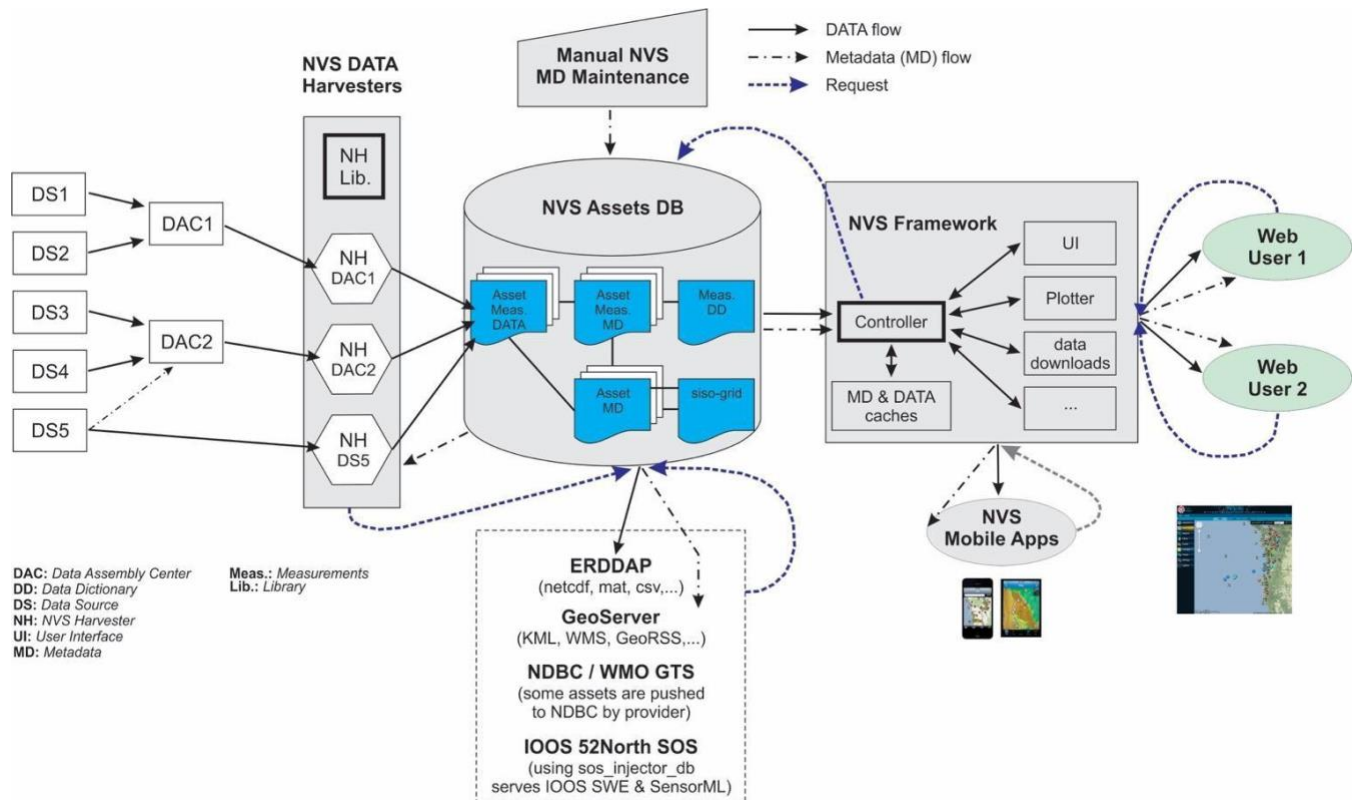 Manual NVS
MD Maintenance
DATA flow
Metadata (MD) flow
Request
NVS DATA
Harvesters
NH
Lib.
DS1
DS2
DS3
DS4
DS5
DAC1
DAC2
NH
DAC1
NH
DAC2
NH
DS5
NVS Assets DB
Asset
Meas.
DATA
Asset
Meas.
MD
Meas.
DD
Asset
MD
siso-grid
NVS Framework
Controller
MD & DATA
caches
UI
Plotter
data
downloads
...
Web
User 1
Web
User 2
NVS
Mobile Apps
ERDDAP
(netcdf, mat, csv,...)
GeoServer
(KML, WMS, GeoRSS,...)
NDBC / WMO GTS
(some assets are pushed
to NDBC by provider)
IOOS 52North SOS
(using sos_injector_db
serves IOOS SWE & SensorML)
DAC: Data Assembly Center
DD: Data Dictionary
DS: Data Source
NH: NVS Harvester
UI: User Interface
MD: Metadata
Meas.: Measurements
Lib.: Library